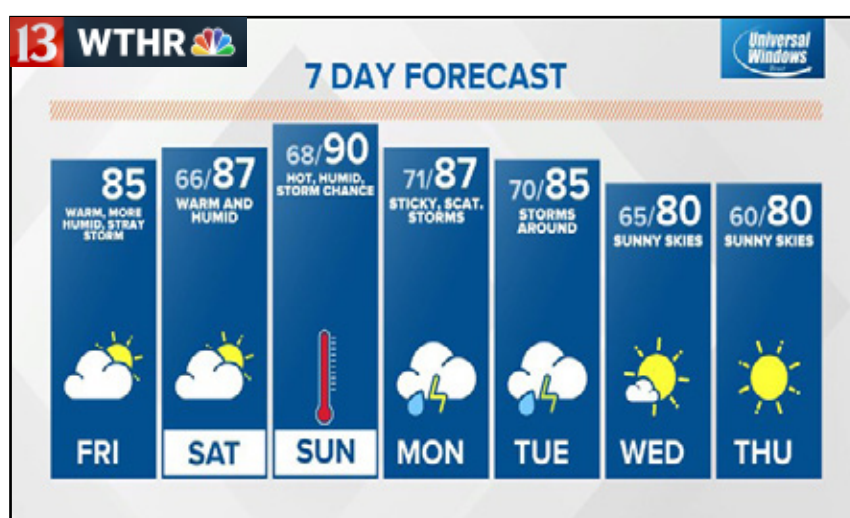 13 WTHR
Universal
Windows
7 DAY FORECAST
85
WARM, MORE
HUMID, STRAY
STORM
FRI
66/87
WARM AND
HUMID
SAT
68/90
HOT, HUMID,
STORM CHANCE
SUN
71/87
STICKY, SCAT.
STORMS
MON
70/85
STORMS
AROUND
TUE
65/80
SUNNY SKIES
WED
60/80
SUNNY SKIES
THU